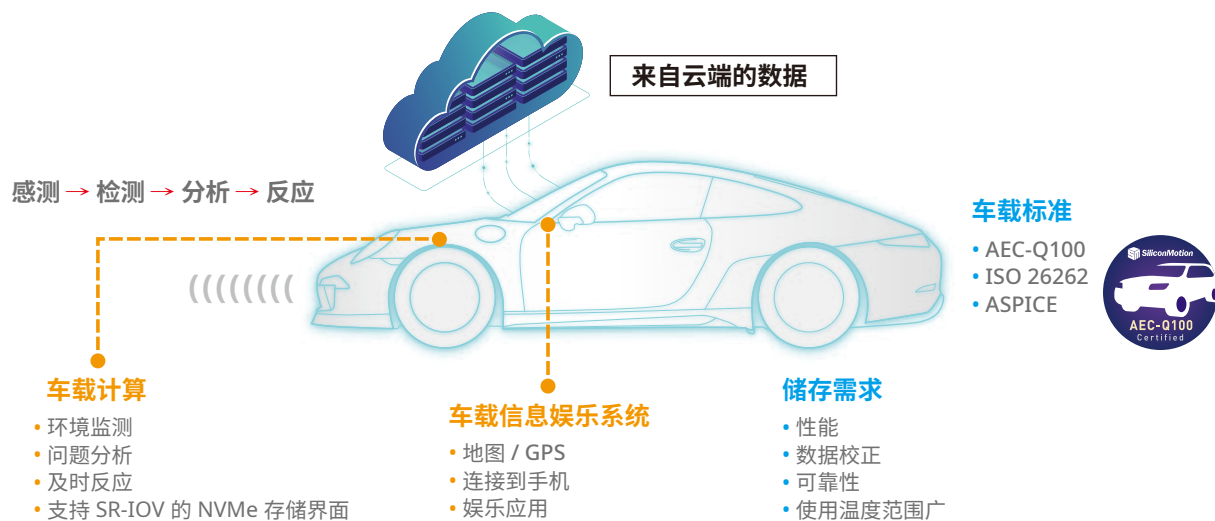 来自云端的数据
感测 → 检测 → 分析 → 反应
车载标准
• AEC-Q100
• ISO 26262
• ASPICE
SiliconMotion
AEC-Q100
Certified
车载计算
• 环境监测
• 问题分析
• 及时反应
• 支持 SR-IOV 的 NVMe 存储界面
车载信息娱乐系统
• 地图 / GPS
• 连接到手机
• 娱乐应用
储存需求
• 性能
• 数据校正
• 可靠性
• 使用温度范围广